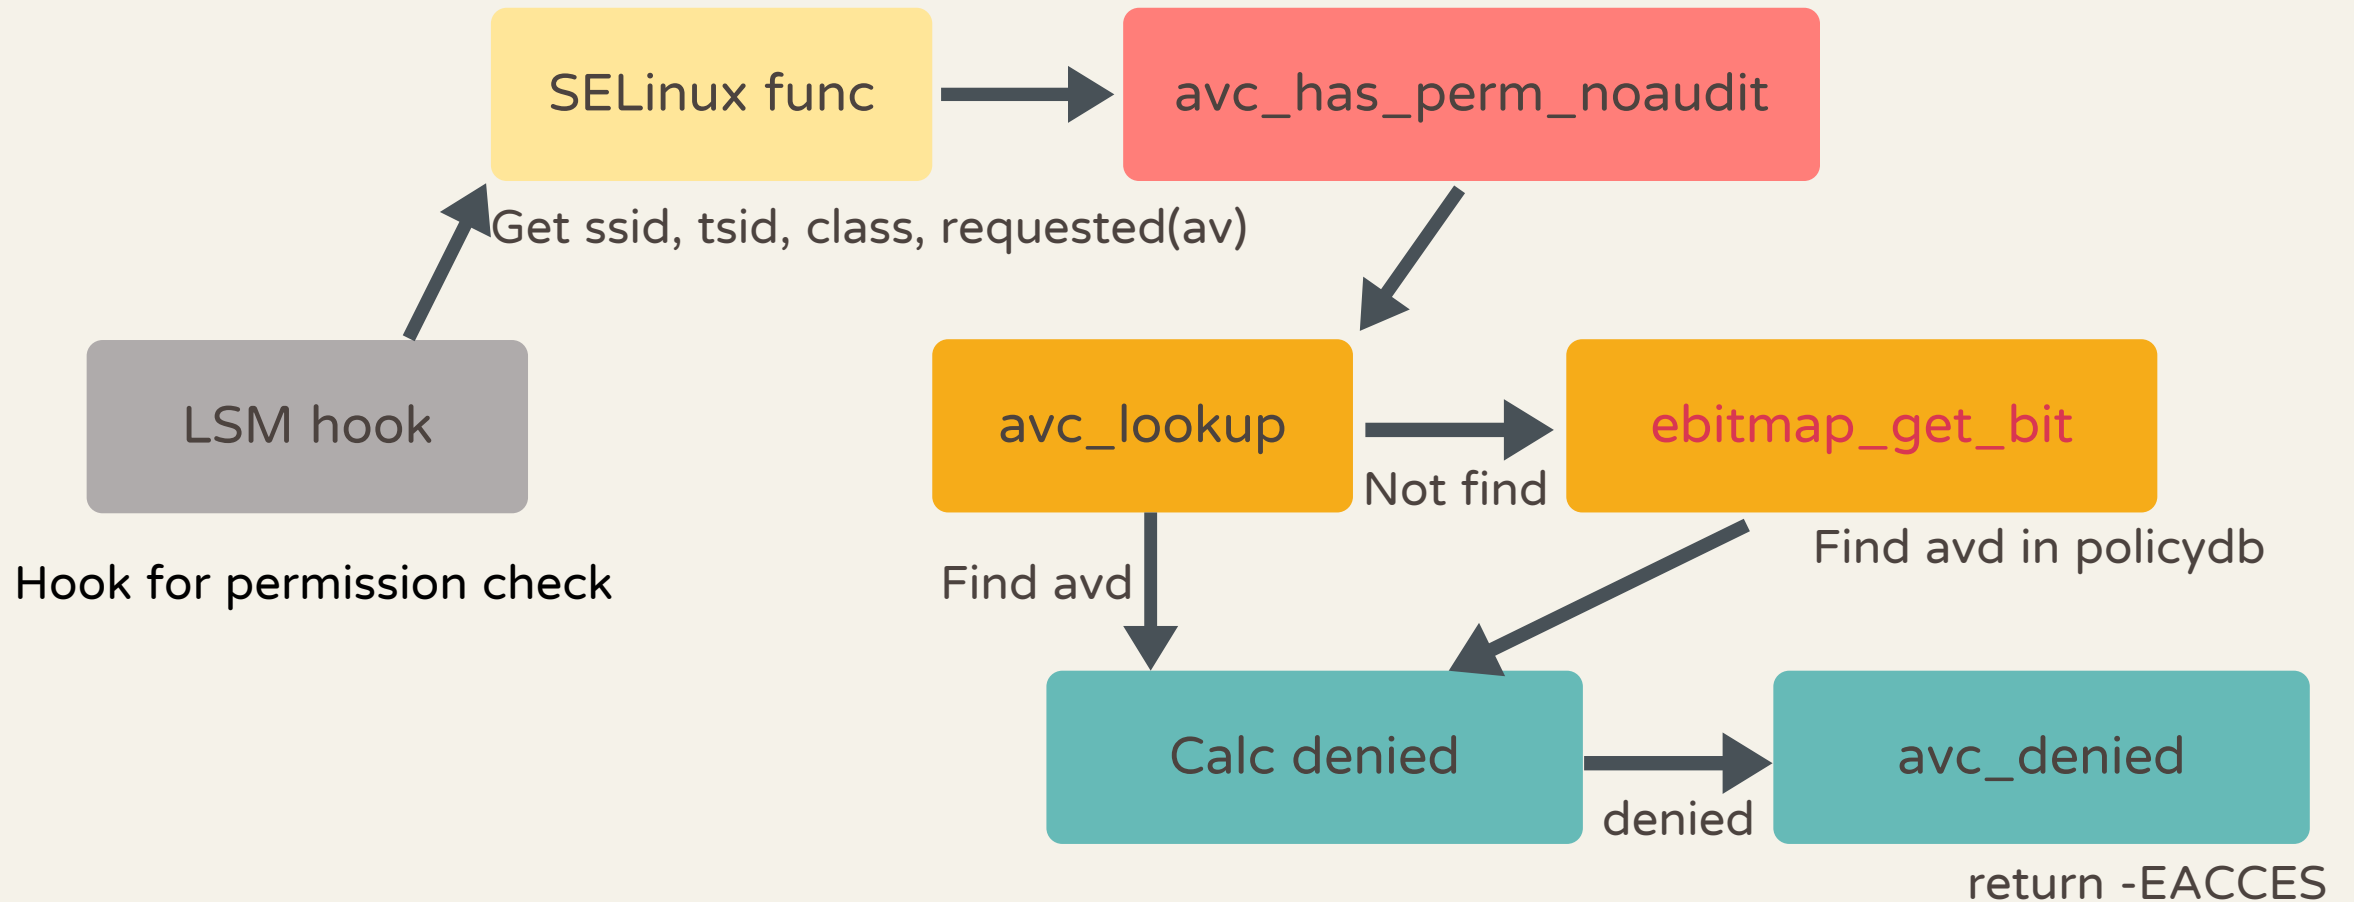 SELinux func
avc_has_perm_noaudit
Get ssid, tsid, class, requested(av)
LSM hook
avc_lookup
ebitmap_get_bit
Not find
Find avd in policydb
Hook for permission check
Find avd
Calc denied
avc_denied
denied
return -EACCES